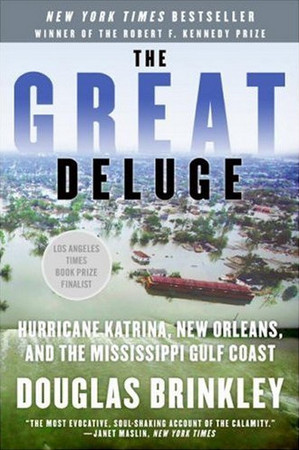 NEW YORK TIMES BESTSELLER
WINNER OF THE ROBERT F. KENNEDY PRIZE
THE
GREAT
DELUGE
LOS ANGELES
TIMES
BOOK PRIZE
FINALIST
HURRICANE KATRINA, NEW ORLEANS,
AND THE MISSISSIPPI GULF COAST
DOUGLAS BRINKLEY
"THE MOST EVOCATIVE, SOUL-SHAKING ACCOUNT OF THE CALAMITY."
—JANET MASLIN, NEW YORK TIMES